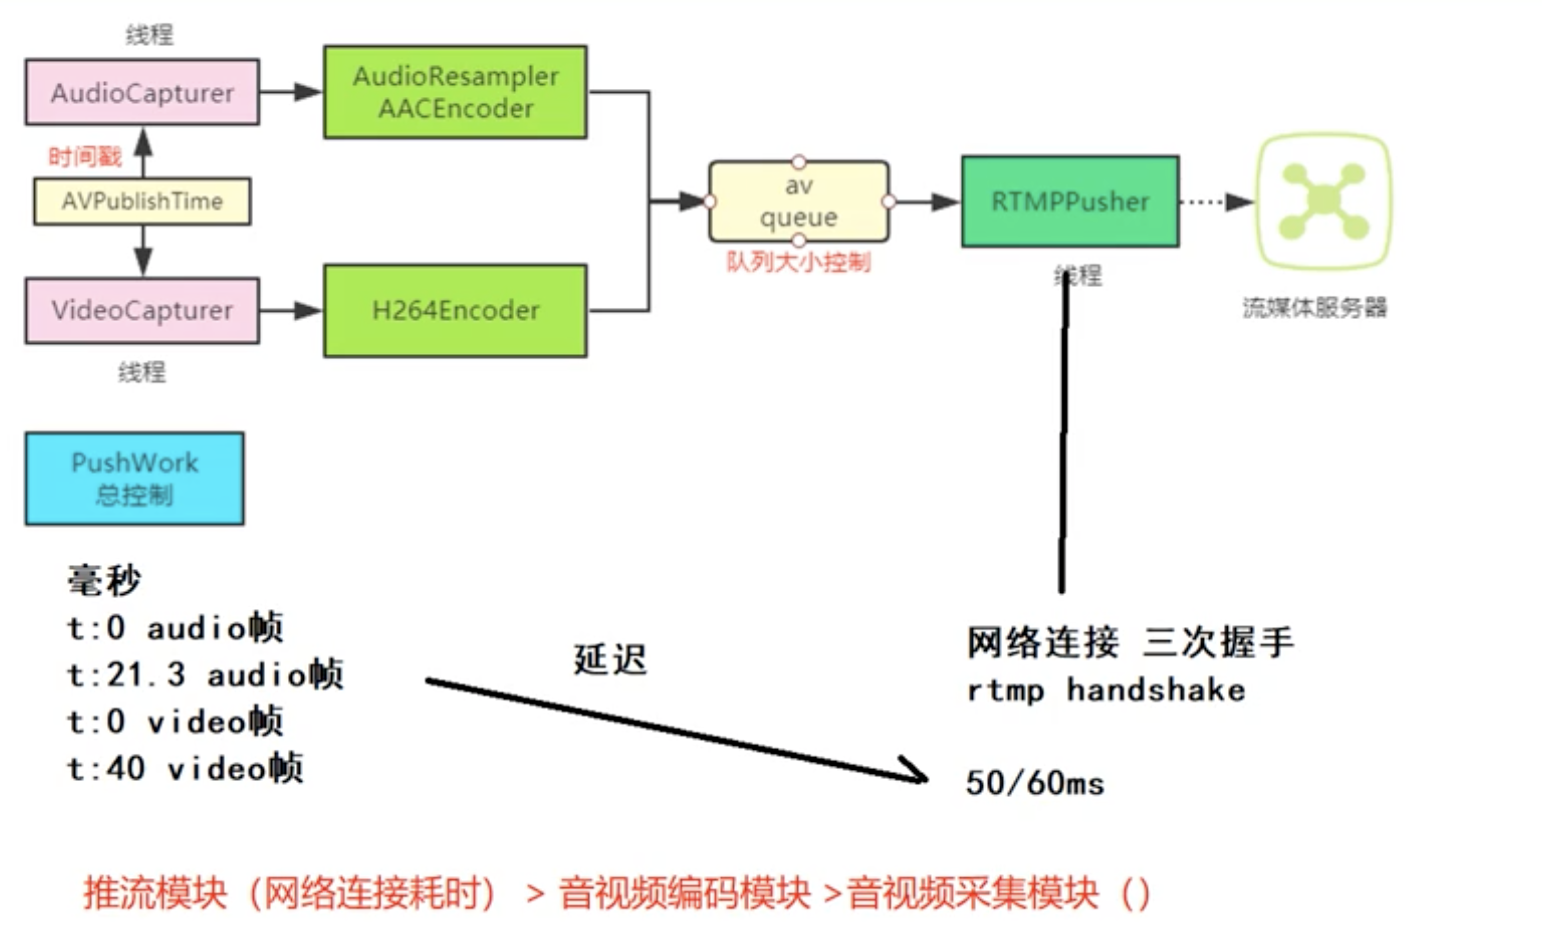 线程
AudioCapturer
AudioResampler
AACEncoder
时间戳
AVPublishTime
av
queue
队列大小控制
RTMPPusher
线程
流媒体服务器
VideoCapturer
H264Encoder
线程
PushWork
总控制
毫秒
t:0 audio帧
t:21.3 audio帧
t:0 video帧
t:40 video帧
延迟
网络连接 三次握手
rtmp handshake
50/60ms
推流模块（网络连接耗时） > 音视频编码模块 >音视频采集模块（）